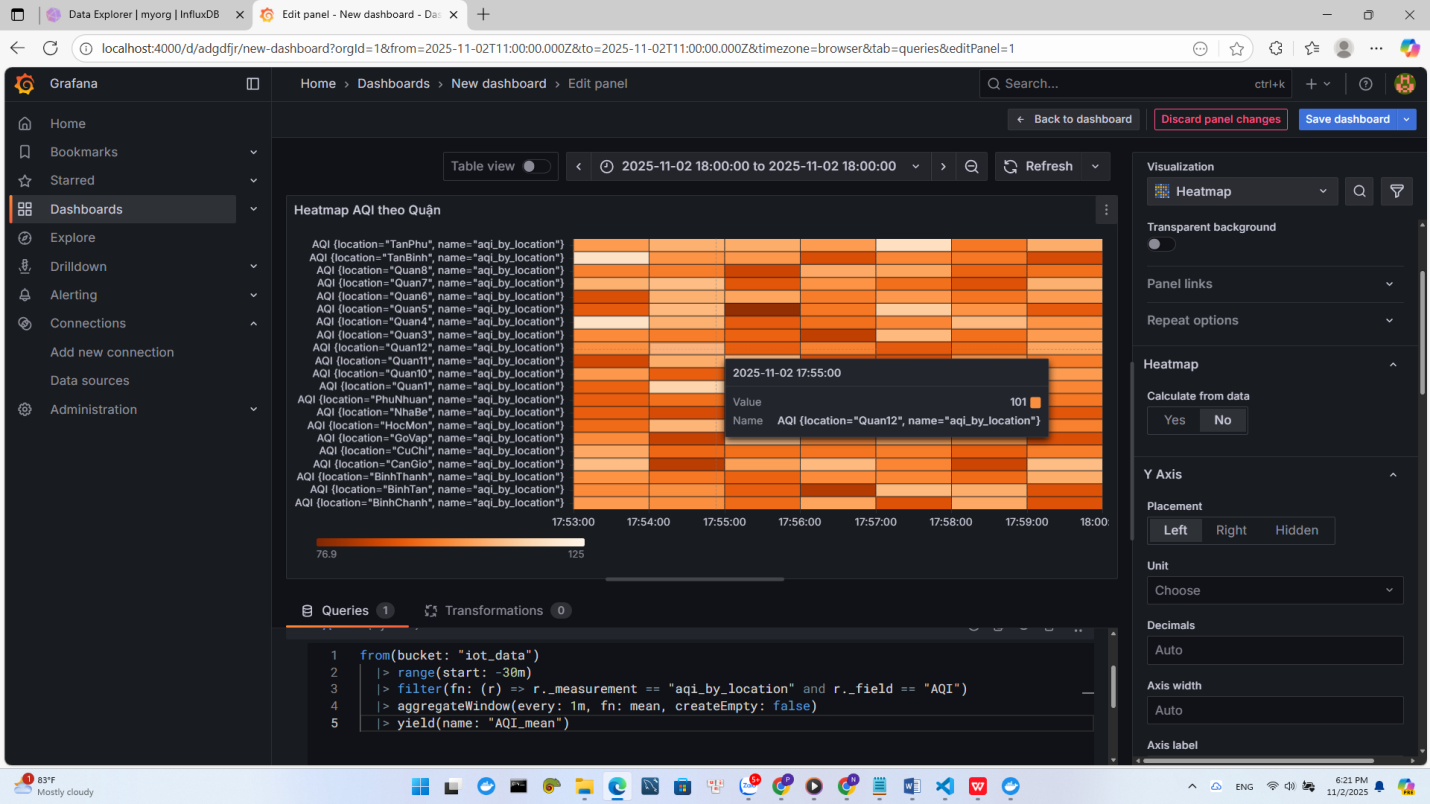 Data Explorer | myorg | InfluxDB
Edit panel - New dashboard - Das
localhost:4000/d/adgdfjr/new-dashboard?orgId=1&from=2025-11-02T11:00:00.000Z&to=2025-11-02T11:00:00.000Z&timezone=browser&tab=queries&editPanel=1
Grafana
Home › Dashboards › New dashboard › Edit panel
Search... ctrl+k
Home
Bookmarks
Starred
Dashboards
Explore
Drilldown
Alerting
Connections
Add new connection
Data sources
Administration
Back to dashboard
Discard panel changes
Save dashboard
Table view
2025-11-02 18:00:00 to 2025-11-02 18:00:00
Refresh
Heatmap AQI theo Quận
AQI {location="TanPhu", name="aqi_by_location"}
AQI {location="TanBinh", name="aqi_by_location"}
AQI {location="Quan8", name="aqi_by_location"}
AQI {location="Quan7", name="aqi_by_location"}
AQI {location="Quan6", name="aqi_by_location"}
AQI {location="Quan5", name="aqi_by_location"}
AQI {location="Quan4", name="aqi_by_location"}
AQI {location="Quan3", name="aqi_by_location"}
AQI {location="Quan12", name="aqi_by_location"}
AQI {location="Quan11", name="aqi_by_location"}
AQI {location="Quan10", name="aqi_by_location"}
AQI {location="Quan1", name="aqi_by_location"}
AQI {location="PhuNhuan", name="aqi_by_location"}
AQI {location="NhaBe", name="aqi_by_location"}
AQI {location="HocMon", name="aqi_by_location"}
AQI {location="GoVap", name="aqi_by_location"}
AQI {location="CuChi", name="aqi_by_location"}
AQI {location="CanGio", name="aqi_by_location"}
AQI {location="BinhThanh", name="aqi_by_location"}
AQI {location="BinhTan", name="aqi_by_location"}
AQI {location="BinhChanh", name="aqi_by_location"}
17:53:00 17:54:00 17:55:00 17:56:00 17:57:00 17:58:00 17:59:00 18:00:
76.9 125
2025-11-02 17:55:00
Value 101
Name AQI {location="Quan12", name="aqi_by_location"}
Queries 1
Transformations 0
1 from(bucket: "iot_data")
2 |> range(start: -30m)
3 |> filter(fn: (r) => r._measurement == "aqi_by_location" and r._field == "AQI")
4 |> aggregateWindow(every: 1m, fn: mean, createEmpty: false)
5 |> yield(name: "AQI_mean")
Visualization
Heatmap
Transparent background
Panel links
Repeat options
Heatmap
Calculate from data
Yes No
Y Axis
Placement
Left Right Hidden
Unit
Choose
Decimals
Auto
Axis width
Auto
Axis label
1
83°F
Mostly cloudy
Zalo
5+
P
N
W
ENG
6:21 PM
11/2/2025
PRE